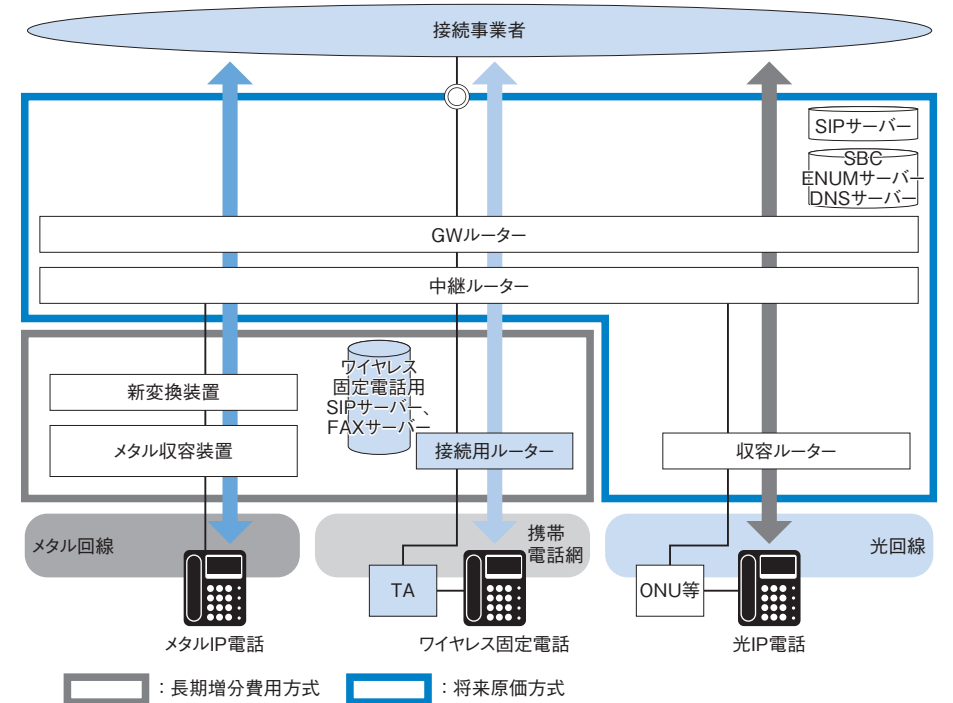 接続事業者
SIPサーバー
SBC
ENUMサーバー
DNSサーバー
GWルーター
中継ルーター
新変換装置
メタル収容装置
ワイヤレス
固定電話用
SIPサーバー、
FAXサーバー
接続用ルーター
収容ルーター
メタル回線
携帯
電話網
光回線
TA
ONU等
メタルIP電話
ワイヤレス固定電話
光IP電話
：長期増分費用方式
：将来原価方式